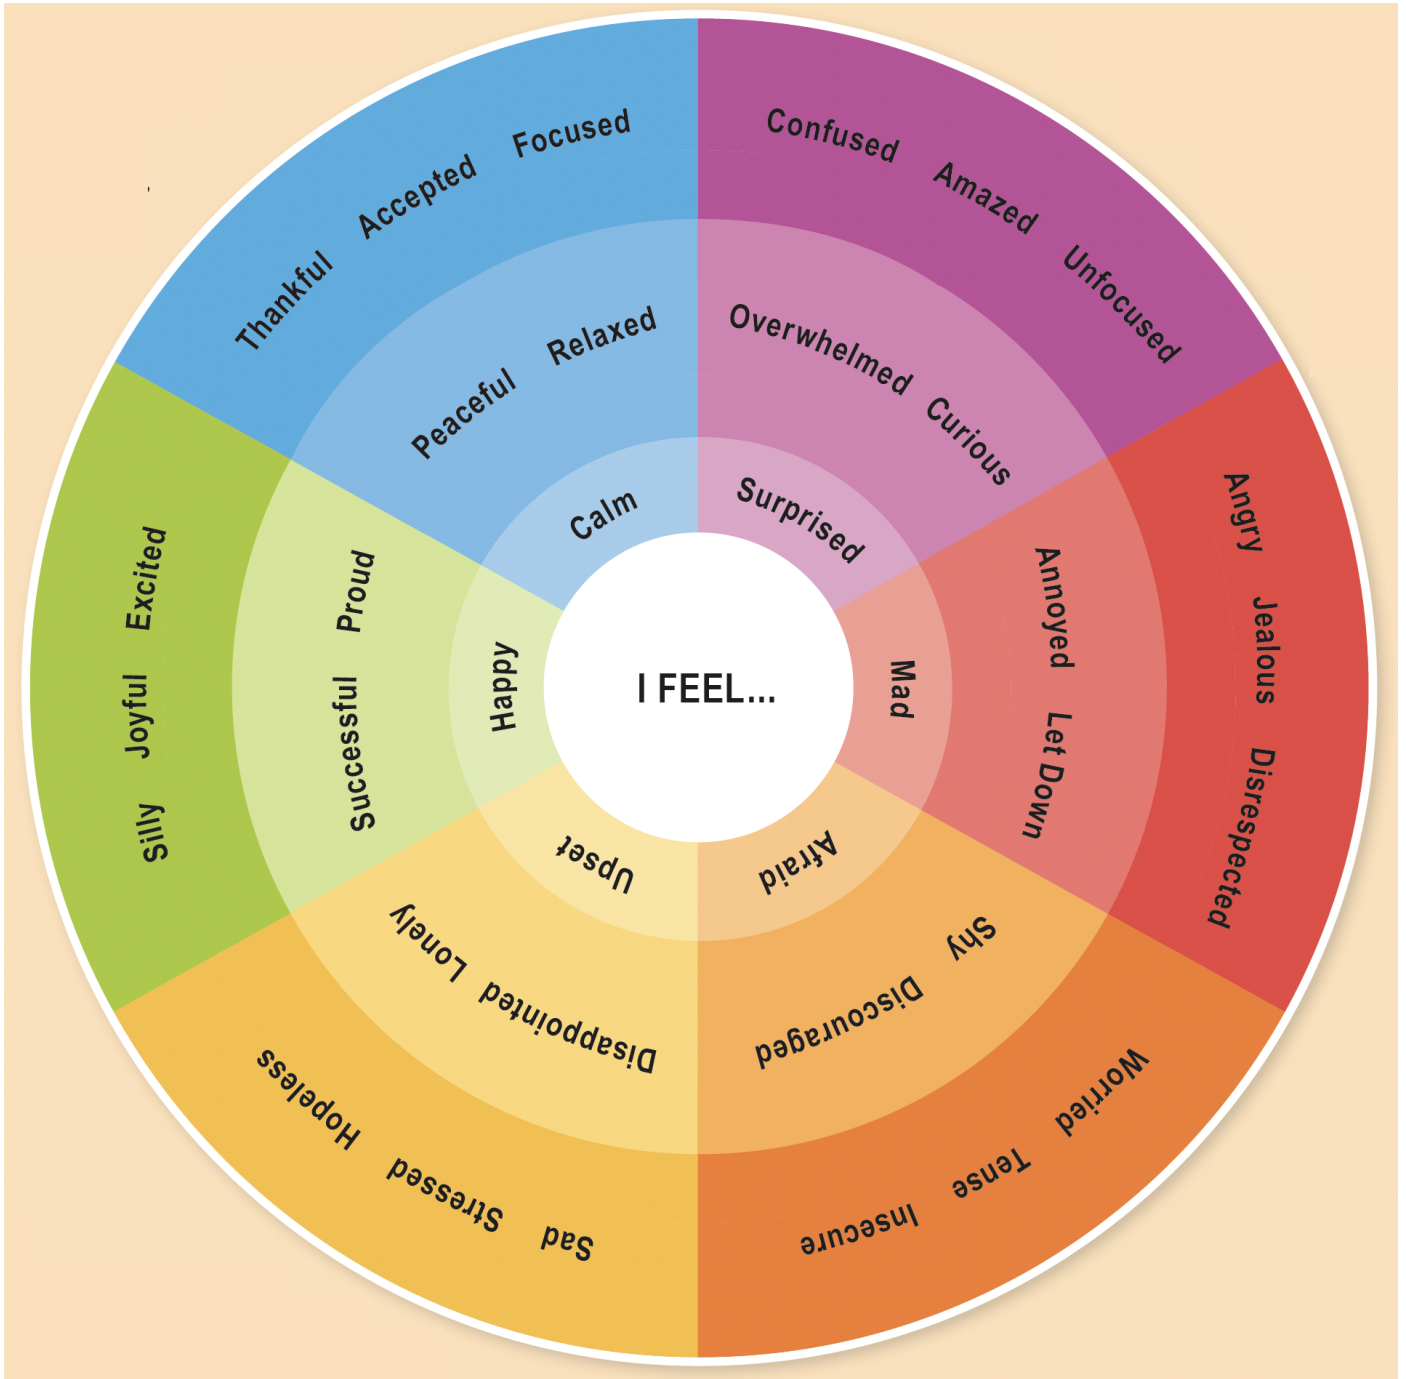 I FEEL...
Calm
Surprised
Mad
Afraid
Upset
Happy
Peaceful Relaxed
Overwhelmed Curious
Annoyed Let Down
Shy Discouraged
Disappointed Lonely
Successful Proud
Thankful Accepted Focused
Confused Amazed Unfocused
Angry Jealous Disrespected
Worried Tense Insecure
Sad Stressed Hopeless
Silly Joyful Excited